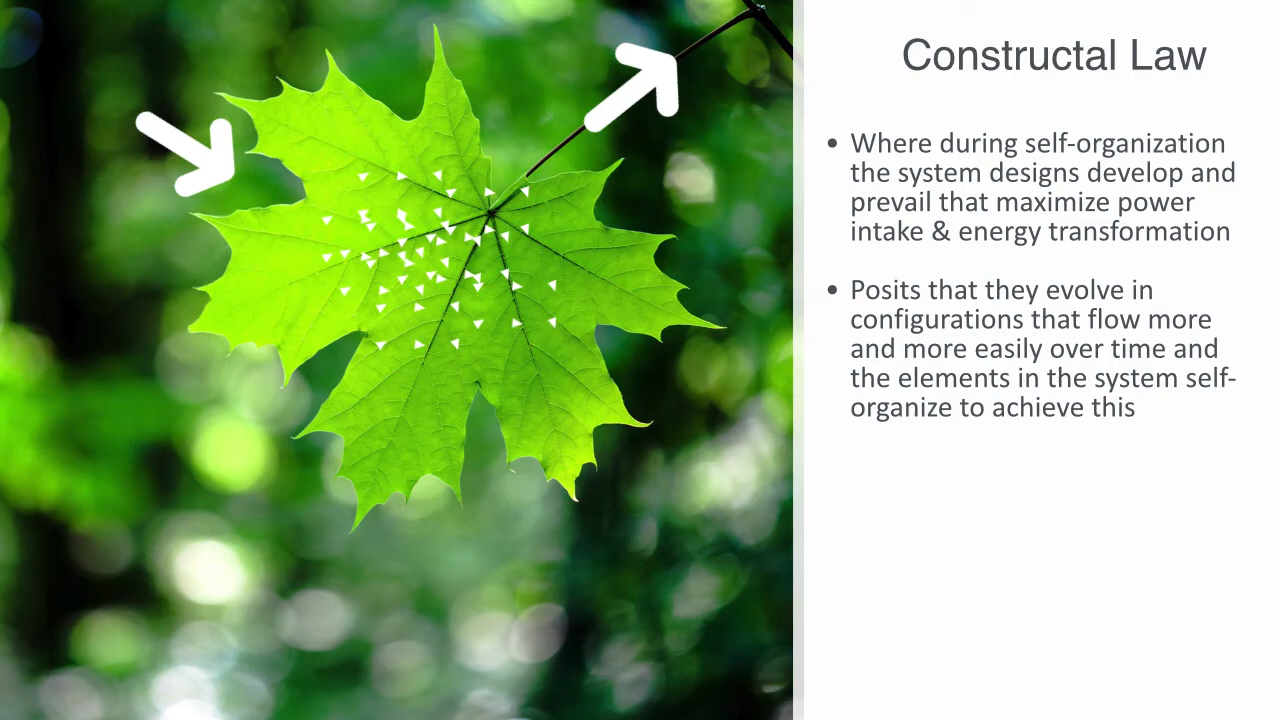 Constructal Law
• Where during self-organization
the system designs develop and
prevail that maximize power
intake & energy transformation
• Posits that they evolve in
configurations that flow more
and more easily over time and
the elements in the system self-
organize to achieve this